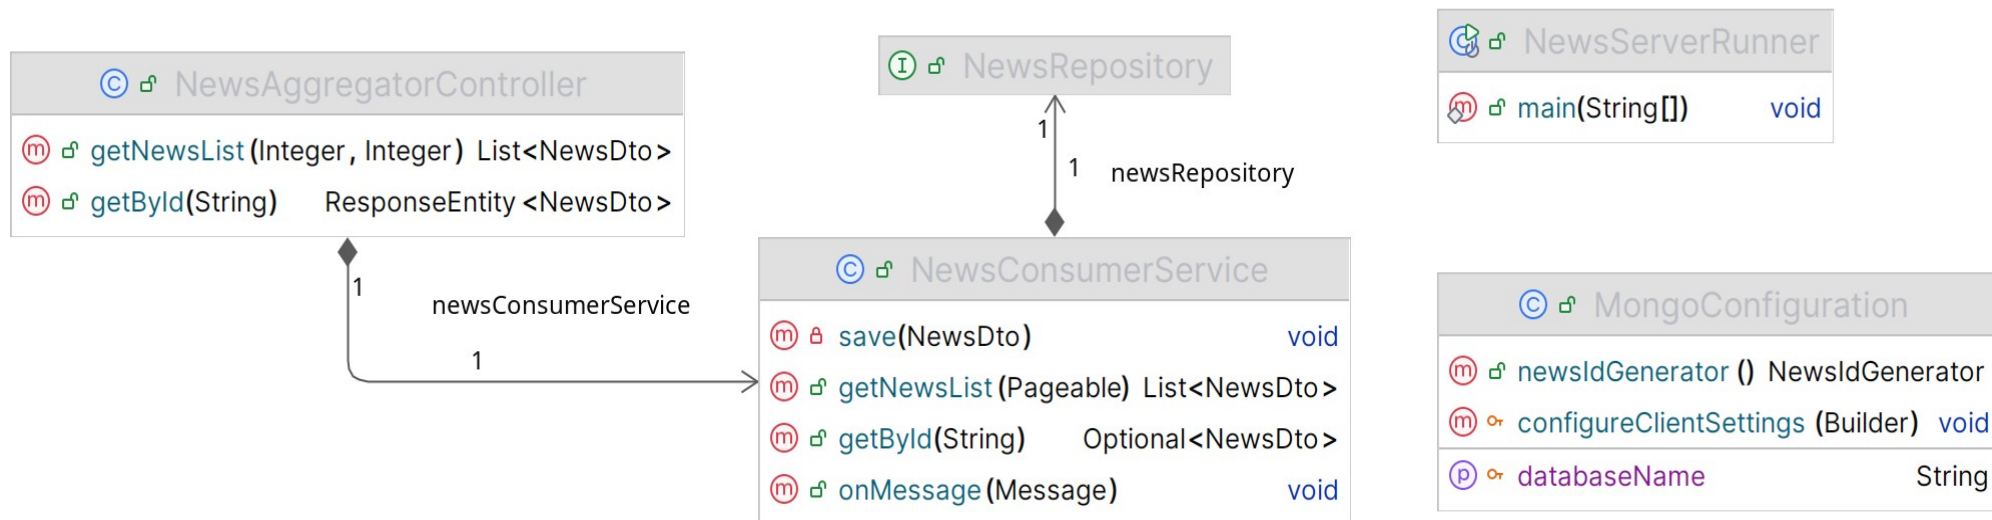 NewsAggregatorController
getNewsList(Integer, Integer) List<NewsDto>
getById(String) ResponseEntity<NewsDto>
1
newsConsumerService
1
NewsRepository
1
1
newsRepository
NewsConsumerService
save(NewsDto) void
getNewsList(Pageable) List<NewsDto>
getById(String) Optional<NewsDto>
onMessage(Message) void
NewsServerRunner
main(String[]) void
MongoConfiguration
newsIdGenerator() NewsIdGenerator
configureClientSettings(Builder) void
databaseName String